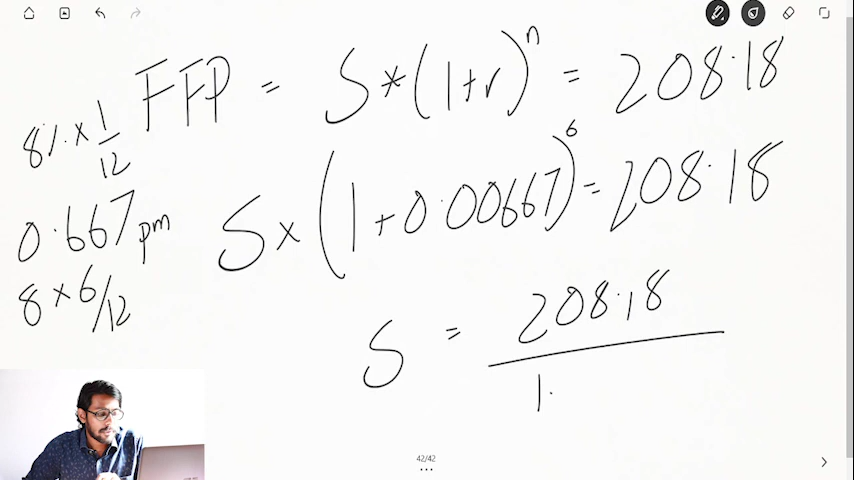 FFP = S * (1+r)^n = 208.18
8% × 1/12
0.667 pm
S × (1+0.00667)^6 = 208.18
8 × 6/12
S = 208.18
1.
42/42